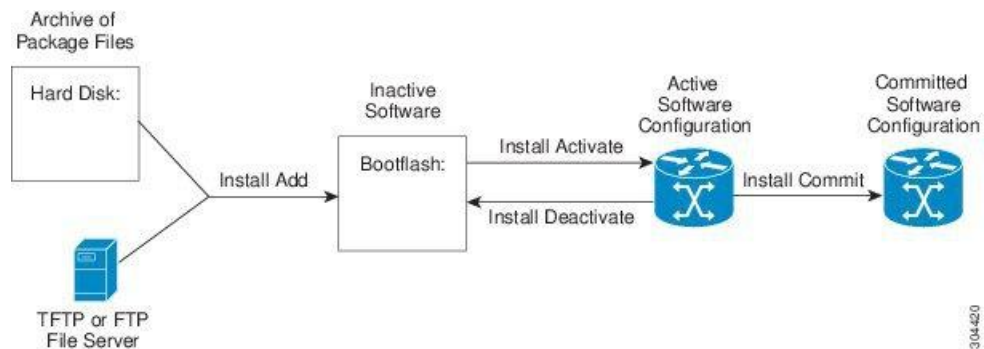 Archive of
Package Files
Hard Disk:
Inactive
Software
Bootflash:
Active
Software
Configuration
Committed
Software
Configuration
Install Add
Install Activate
Install Deactivate
Install Commit
TFTP or FTP
File Server
304420